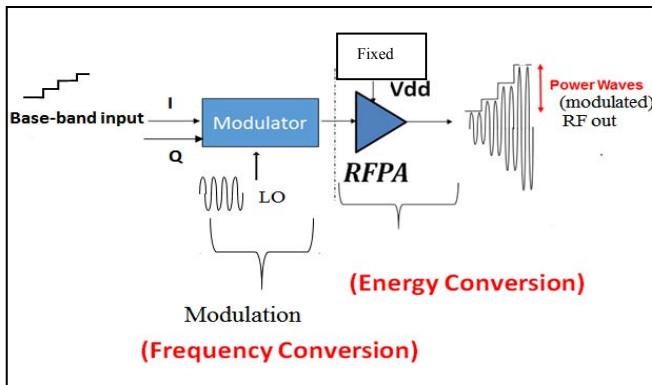 Fixed
Vdd
Base-band input
I
Q
Modulator
RFPA
Power Waves
(modulated)
RF out
LO
(Energy Conversion)
Modulation
(Frequency Conversion)